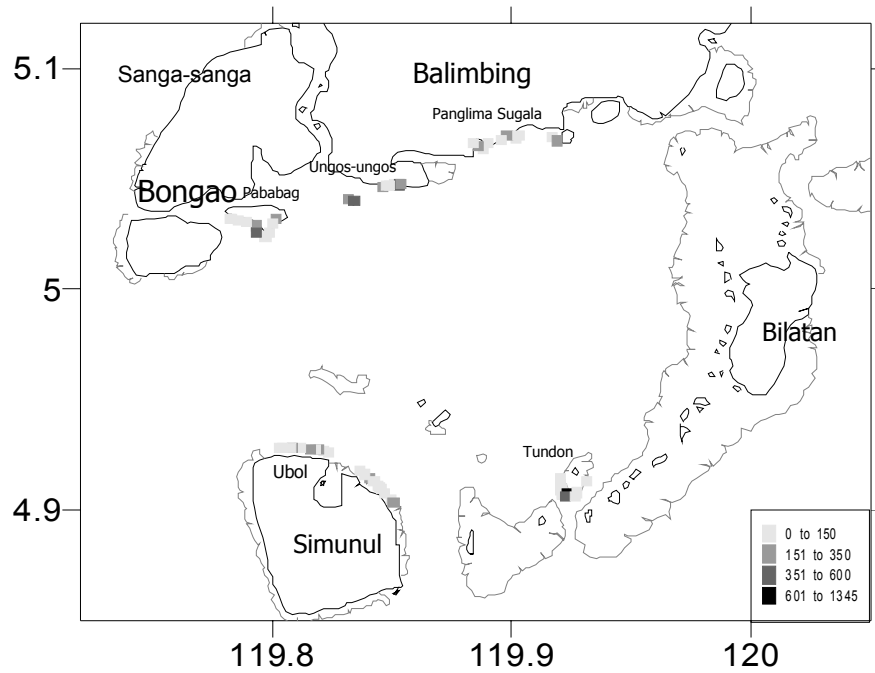 5.1
Sanga-sanga
Balimbing
Panglima Sugala
Ungos-ungos
Bongao
Pababag
5
Bilatan
Tundon
Ubol
4.9
Simunul
0 to 150
151 to 350
351 to 600
601 to 1345
119.8
119.9
120